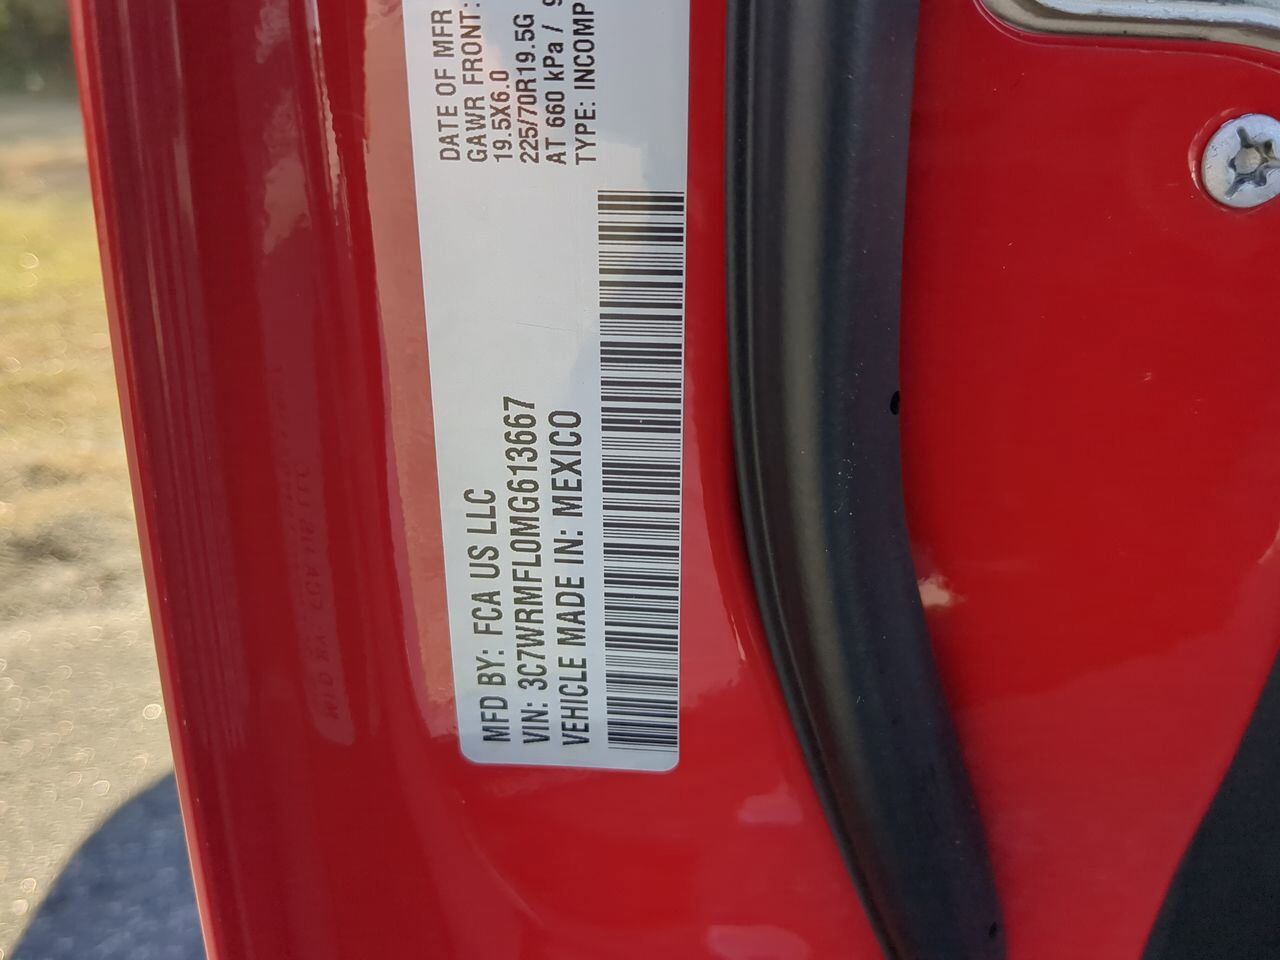 MFD BY: FCA US LLC
VIN: 3C7WRMFL0MG613667
VEHICLE MADE IN: MEXICO
DATE OF MFR
GAWR FRONT:
19.5X6.0
225/70R19.5G
AT 660 kPa / 9
TYPE: INCOMP